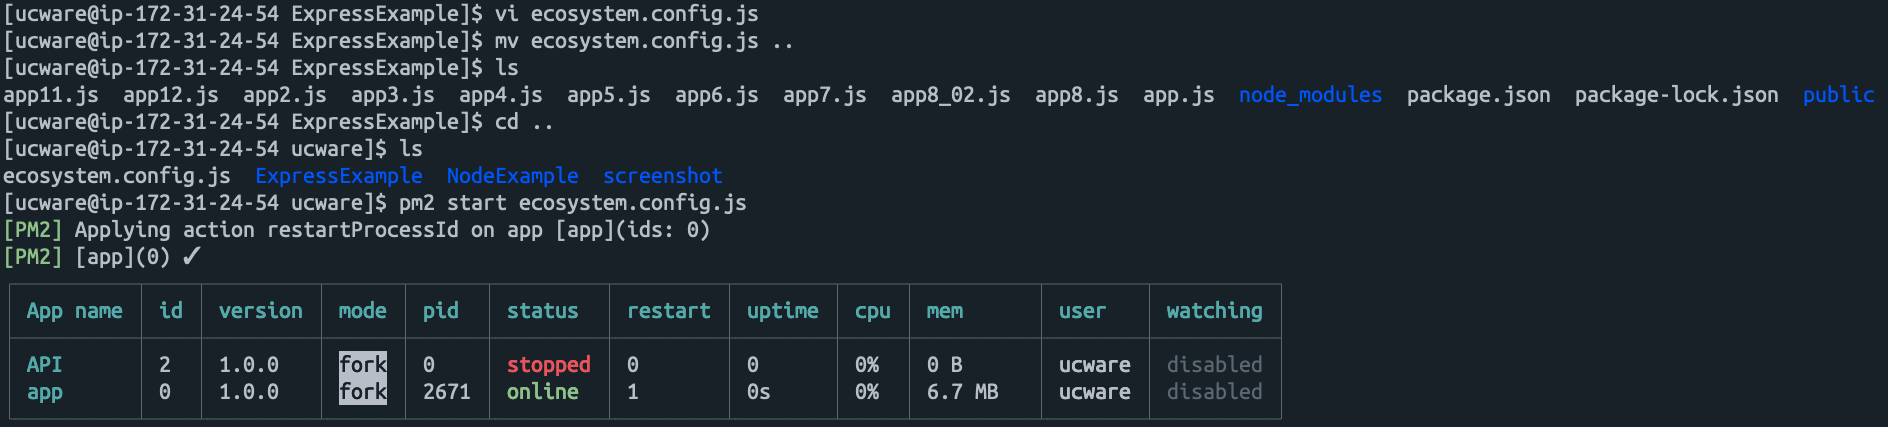 [ucware@ip-172-31-24-54 ExpressExample]$ vi ecosystem.config.js
[ucware@ip-172-31-24-54 ExpressExample]$ mv ecosystem.config.js ..
[ucware@ip-172-31-24-54 ExpressExample]$ ls
app11.js  app12.js  app2.js  app3.js  app4.js  app5.js  app6.js  app7.js  app8_02.js  app8.js  app.js  node_modules  package.json  package-lock.json  public
[ucware@ip-172-31-24-54 ExpressExample]$ cd ..
[ucware@ip-172-31-24-54 ucware]$ ls
ecosystem.config.js  ExpressExample  NodeExample  screenshot
[ucware@ip-172-31-24-54 ucware]$ pm2 start ecosystem.config.js
[PM2] Applying action restartProcessId on app [app](ids: 0)
[PM2] [app](0) ✓
App name  id  version  mode  pid  status  restart  uptime  cpu  mem  user  watching
API  2  1.0.0  fork  0  stopped  0  0  0%  0 B  ucware  disabled
app  0  1.0.0  fork  2671  online  1  0s  0%  6.7 MB  ucware  disabled